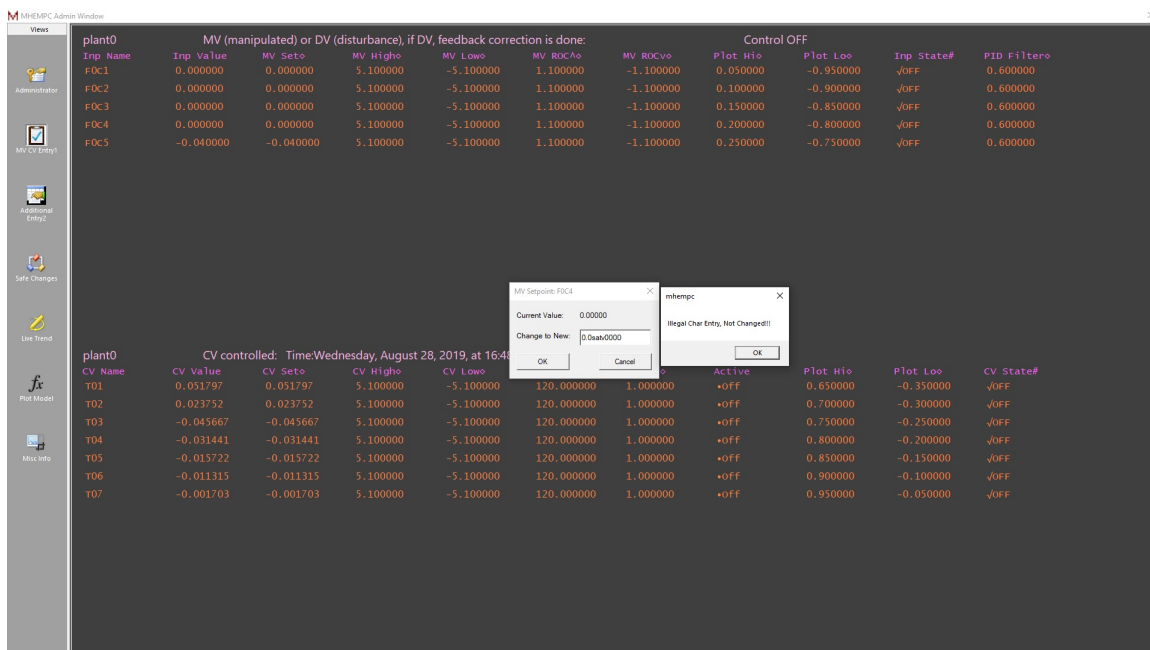 MHEMPC Admin Window
Views
Administrator
MV CV Entry1
Additional
Entry2
Safe Changes
Live Trend
fx
Plot Model
Misc Info
plant0 MV (manipulated) or DV (disturbance), if DV, feedback correction is done: Control OFF
Inp Name Inp Value MV Set◇ MV High◇ MV Low◇ MV ROC^◇ MV ROCv◇ Plot Hi◇ Plot Lo◇ Inp State# PID Filter◇
F0C1 0.000000 0.000000 5.100000 -5.100000 1.100000 -1.100000 0.050000 -0.950000 √OFF 0.600000
F0C2 0.000000 0.000000 5.100000 -5.100000 1.100000 -1.100000 0.100000 -0.900000 √OFF 0.600000
F0C3 0.000000 0.000000 5.100000 -5.100000 1.100000 -1.100000 0.150000 -0.850000 √OFF 0.600000
F0C4 0.000000 0.000000 5.100000 -5.100000 1.100000 -1.100000 0.200000 -0.800000 √OFF 0.600000
F0C5 -0.040000 -0.040000 5.100000 -5.100000 1.100000 -1.100000 0.250000 -0.750000 √OFF 0.600000
MV Setpoint: F0C4
Current Value: 0.00000
Change to New: 0.0satv0000
OK Cancel
mhempc
Illegal Char Entry, Not Changed!!!
OK
plant0 CV controlled: Time:Wednesday, August 28, 2019, at 16:48
CV Name CV Value CV Set◇ CV High◇ CV Low◇ Active Plot Hi◇ Plot Lo◇ CV State#
T01 0.051797 0.051797 5.100000 -5.100000 120.000000 1.000000 •Off 0.650000 -0.350000 √OFF
T02 0.023752 0.023752 5.100000 -5.100000 120.000000 1.000000 •Off 0.700000 -0.300000 √OFF
T03 -0.045667 -0.045667 5.100000 -5.100000 120.000000 1.000000 •Off 0.750000 -0.250000 √OFF
T04 -0.031441 -0.031441 5.100000 -5.100000 120.000000 1.000000 •Off 0.800000 -0.200000 √OFF
T05 -0.015722 -0.015722 5.100000 -5.100000 120.000000 1.000000 •Off 0.850000 -0.150000 √OFF
T06 -0.011315 -0.011315 5.100000 -5.100000 120.000000 1.000000 •Off 0.900000 -0.100000 √OFF
T07 -0.001703 -0.001703 5.100000 -5.100000 120.000000 1.000000 •Off 0.950000 -0.050000 √OFF